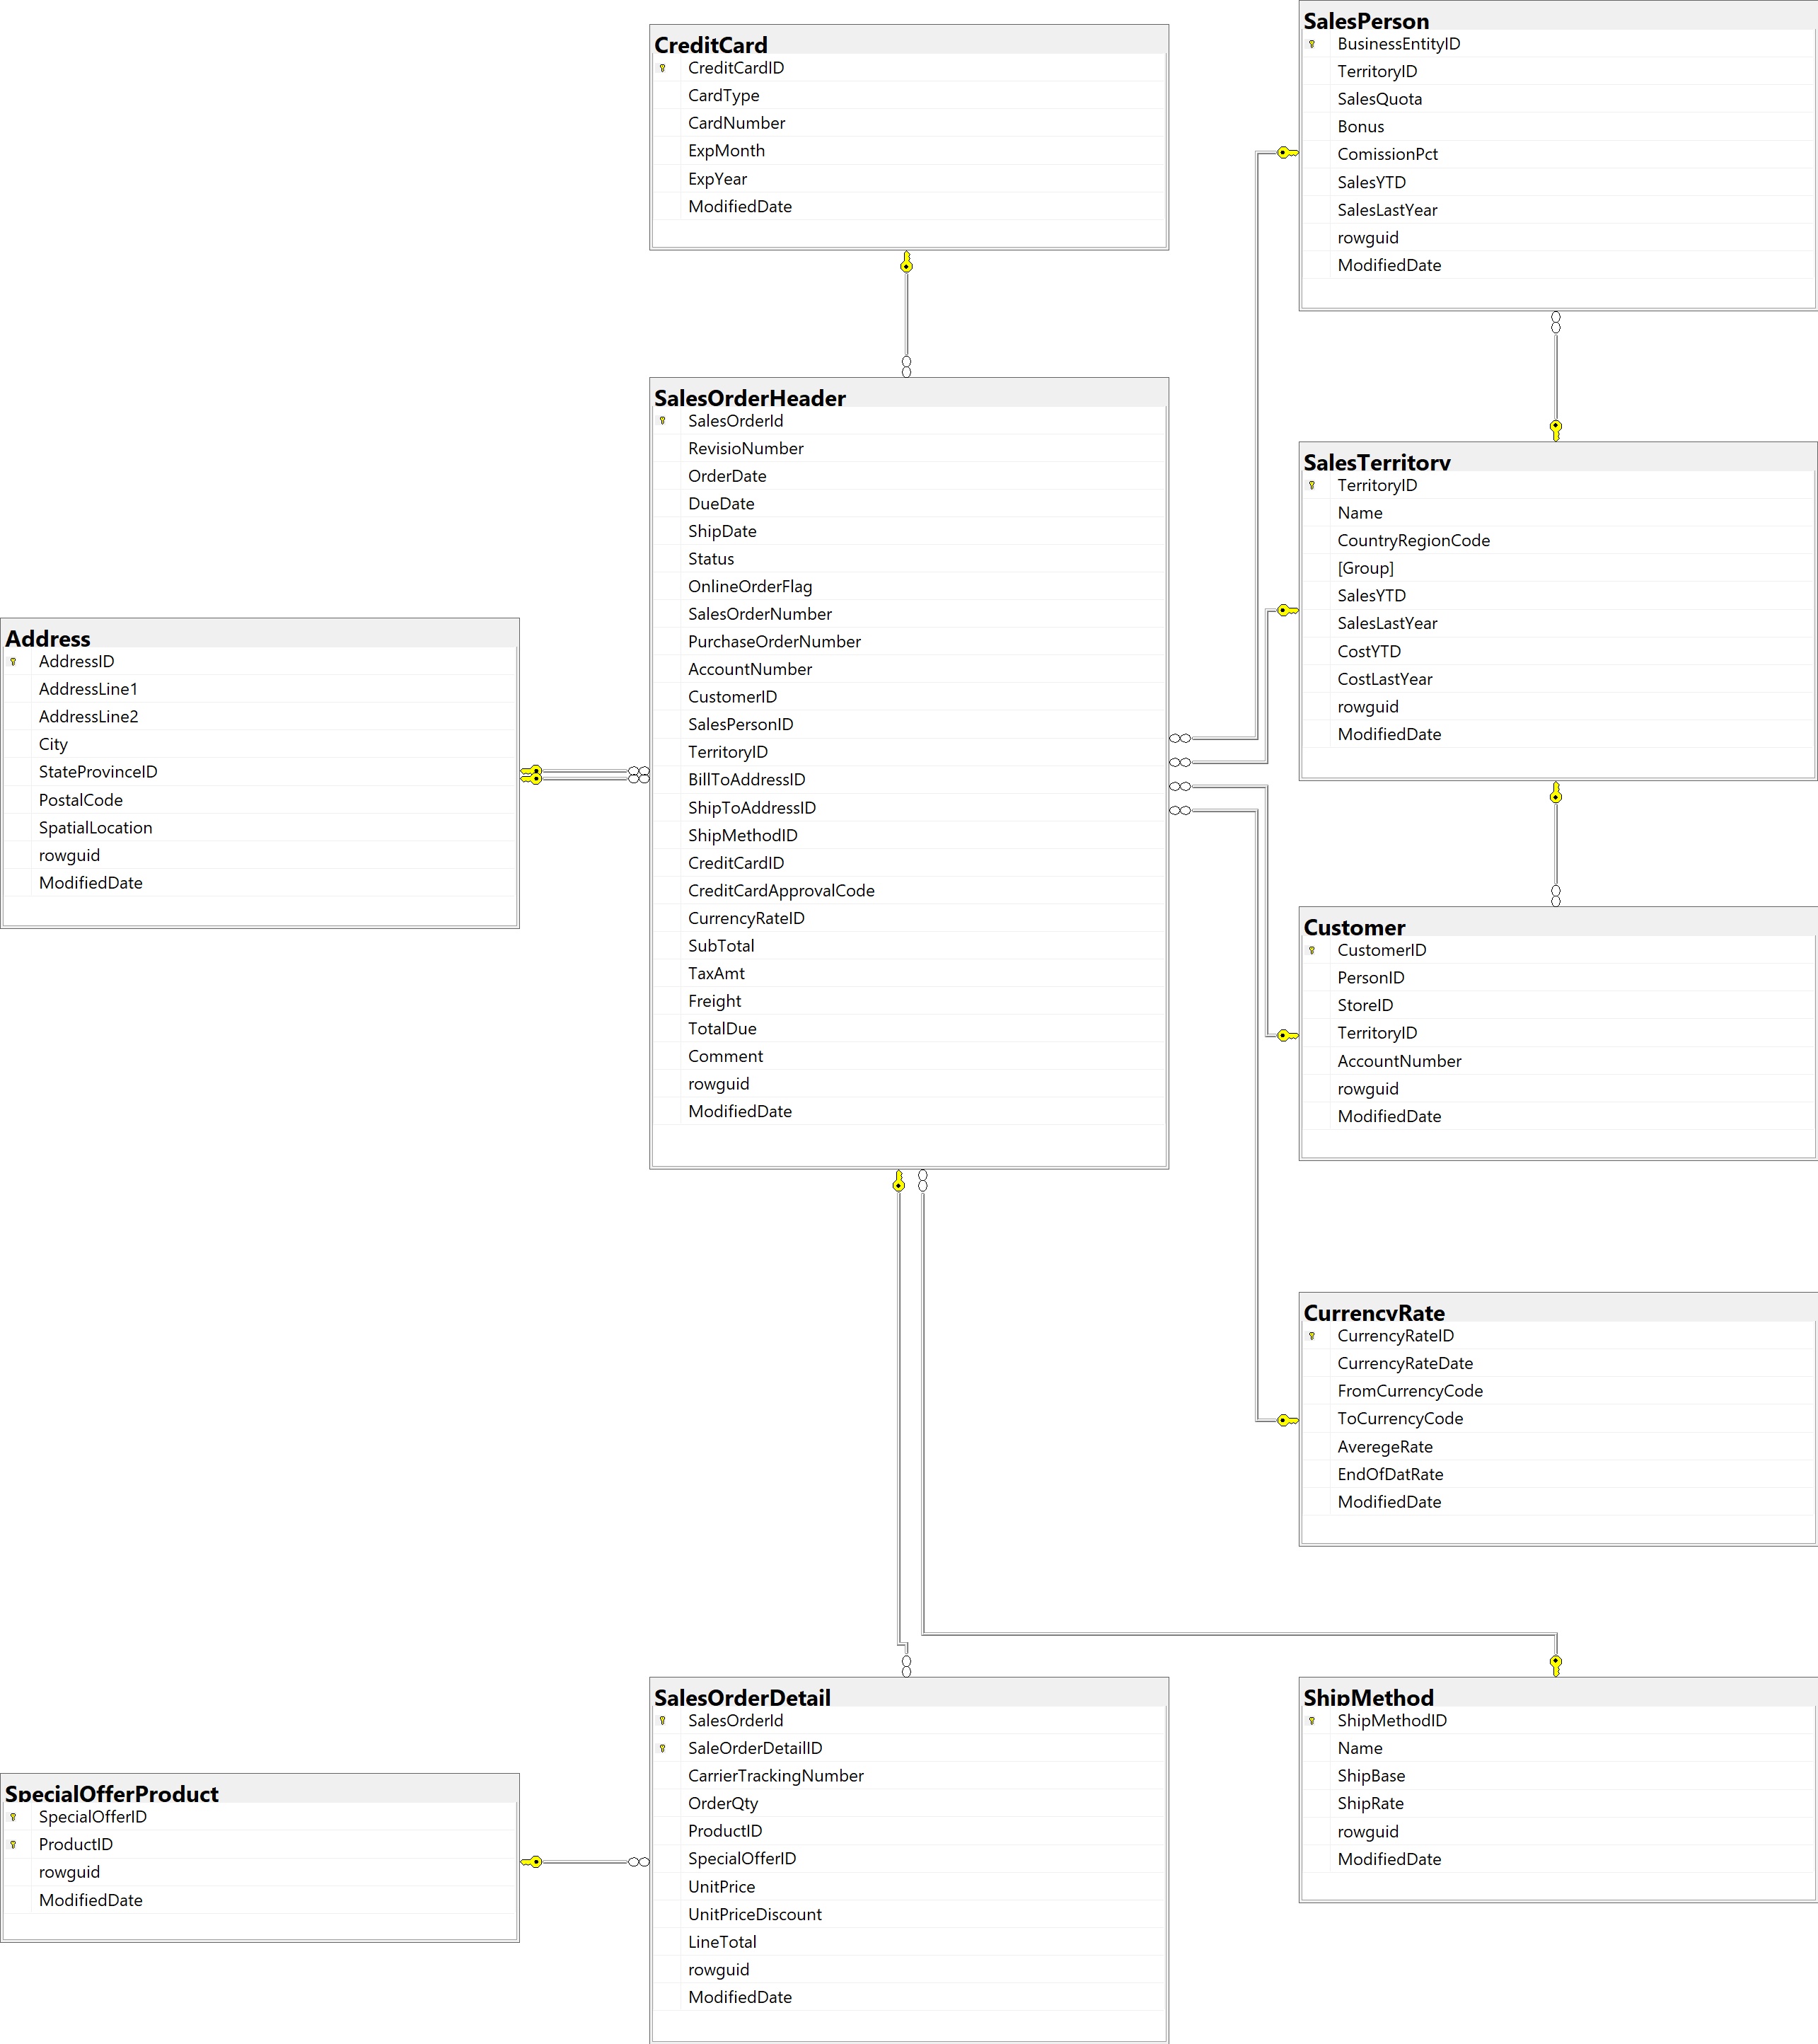 CreditCard
CreditCardID
CardType
CardNumber
ExpMonth
ExpYear
ModifiedDate
SalesPerson
BusinessEntityID
TerritoryID
SalesQuota
Bonus
ComissionPct
SalesYTD
SalesLastYear
rowguid
ModifiedDate
SalesOrderHeader
SalesOrderId
RevisioNumber
OrderDate
DueDate
ShipDate
Status
OnlineOrderFlag
SalesOrderNumber
PurchaseOrderNumber
AccountNumber
CustomerID
SalesPersonID
TerritoryID
BillToAddressID
ShipToAddressID
ShipMethodID
CreditCardID
CreditCardApprovalCode
CurrencyRateID
SubTotal
TaxAmt
Freight
TotalDue
Comment
rowguid
ModifiedDate
SalesTerritory
TerritoryID
Name
CountryRegionCode
[Group]
SalesYTD
SalesLastYear
CostYTD
CostLastYear
rowguid
ModifiedDate
Address
AddressID
AddressLine1
AddressLine2
City
StateProvinceID
PostalCode
SpatialLocation
rowguid
ModifiedDate
Customer
CustomerID
PersonID
StoreID
TerritoryID
AccountNumber
rowguid
ModifiedDate
CurrencyRate
CurrencyRateID
CurrencyRateDate
FromCurrencyCode
ToCurrencyCode
AveregeRate
EndOfDatRate
ModifiedDate
SalesOrderDetail
SalesOrderId
SaleOrderDetailID
CarrierTrackingNumber
OrderQty
ProductID
SpecialOfferID
UnitPrice
UnitPriceDiscount
LineTotal
rowguid
ModifiedDate
ShipMethod
ShipMethodID
Name
ShipBase
ShipRate
rowguid
ModifiedDate
SpecialOfferProduct
SpecialOfferID
ProductID
rowguid
ModifiedDate